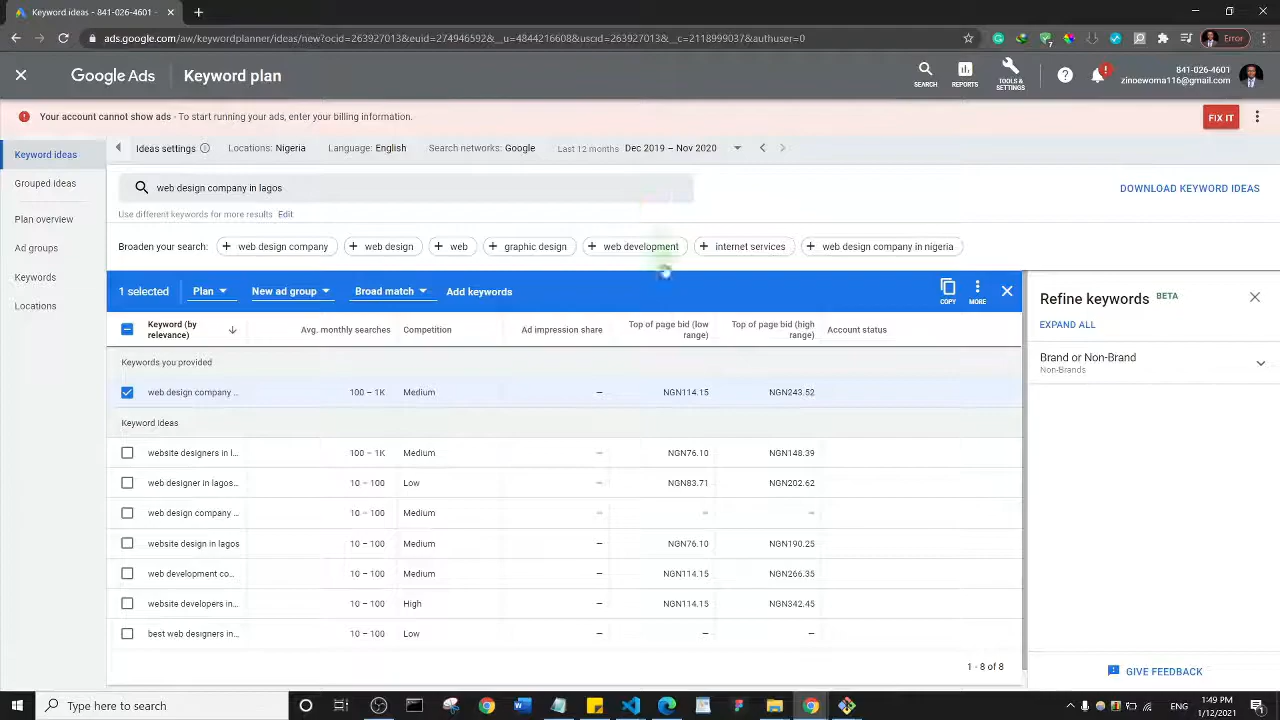 Keyword ideas - 841-026-4601 -
ads.google.com/aw/keywordplanner/ideas/new?ocid=263927013&euid=274946592&__u=4844216608&uscid=263927013&__c=2118999037&authuser=0
Error
Google Ads
Keyword plan
SEARCH
REPORTS
TOOLS & SETTINGS
841-026-4601
zinoewoma116@gmail.com
Your account cannot show ads - To start running your ads, enter your billing information.
FIX IT
Keyword ideas
Grouped ideas
Plan overview
Ad groups
Keywords
Locations
Ideas settings
Locations: Nigeria
Language: English
Search networks: Google
Last 12 months Dec 2019 – Nov 2020
web design company in lagos
DOWNLOAD KEYWORD IDEAS
Use different keywords for more results Edit
Broaden your search: + web design company + web design + web + graphic design + web development + internet services + web design company in nigeria
1 selected Plan New ad group Broad match Add keywords
COPY
MORE
Keyword (by relevance) Avg. monthly searches Competition Ad impression share Top of page bid (low range) Top of page bid (high range) Account status
Keywords you provided
web design company ... 100 – 1K Medium – NGN114.15 NGN243.52
Keyword ideas
website designers in l... 100 – 1K Medium – NGN76.10 NGN148.39
web designer in lagos... 10 – 100 Low – NGN83.71 NGN202.62
web design company ... 10 – 100 Medium – – –
website design in lagos 10 – 100 Medium – NGN76.10 NGN190.25
web development co... 10 – 100 Medium – NGN114.15 NGN266.35
website developers in... 10 – 100 High – NGN114.15 NGN342.45
best web designers in... 10 – 100 Low – – –
1 - 8 of 8
Refine keywords BETA
EXPAND ALL
Brand or Non-Brand
Non-Brands
GIVE FEEDBACK
Type here to search
ENG
1:49 PM
1/12/2021